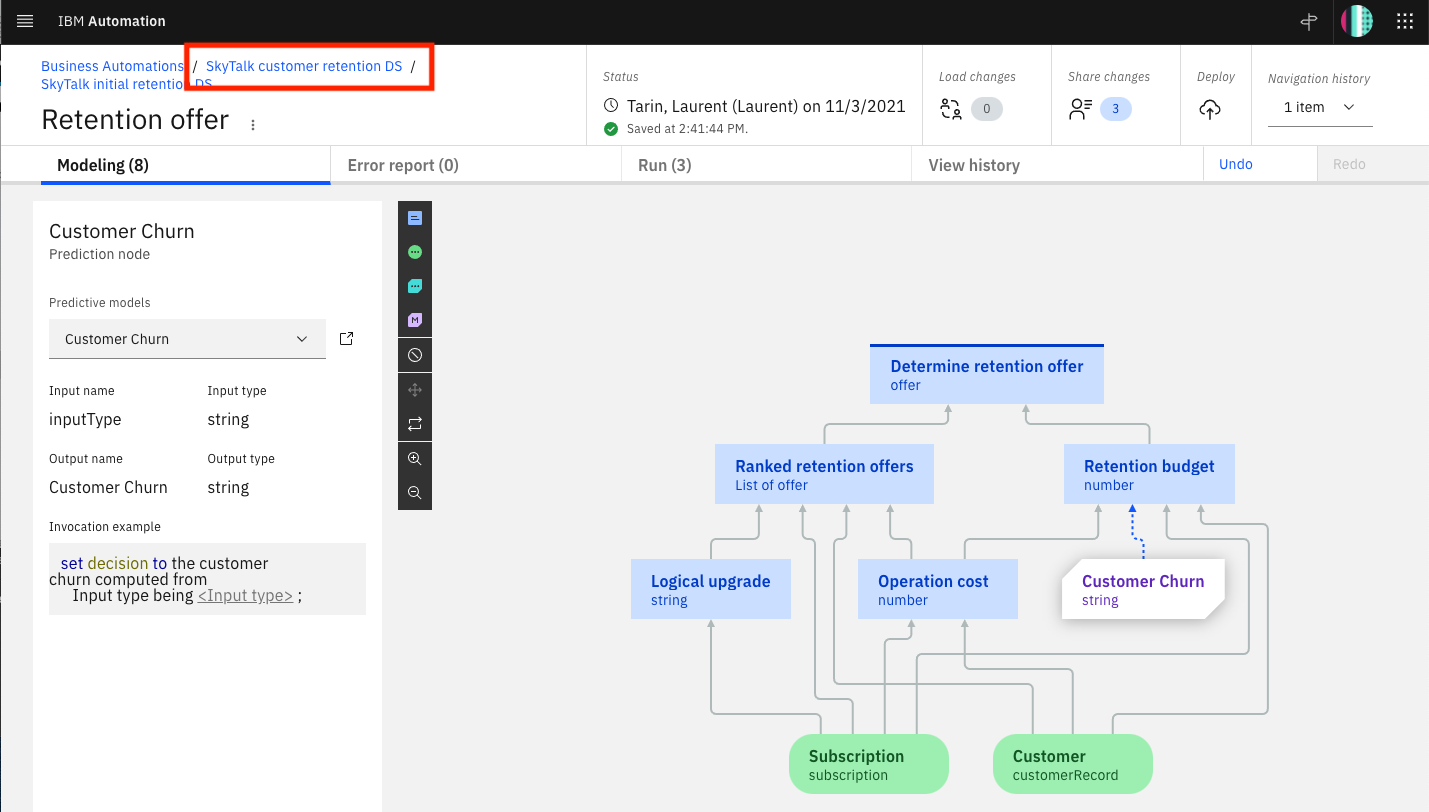 IBM Automation
Business Automations / SkyTalk customer retention DS /
SkyTalk initial retention DS
Retention offer
Status
Tarin, Laurent (Laurent) on 11/3/2021
Saved at 2:41:44 PM.
Load changes
0
Share changes
3
Deploy
Navigation history
1 item
Modeling (8)
Error report (0)
Run (3)
View history
Undo
Redo
Customer Churn
Prediction node
Predictive models
Customer Churn
Input name Input type
inputType string
Output name Output type
Customer Churn string
Invocation example
set decision to the customer
churn computed from
Input type being <Input type> ;
M
Determine retention offer
offer
Ranked retention offers
List of offer
Retention budget
number
Logical upgrade
string
Operation cost
number
Customer Churn
string
Subscription
subscription
Customer
customerRecord